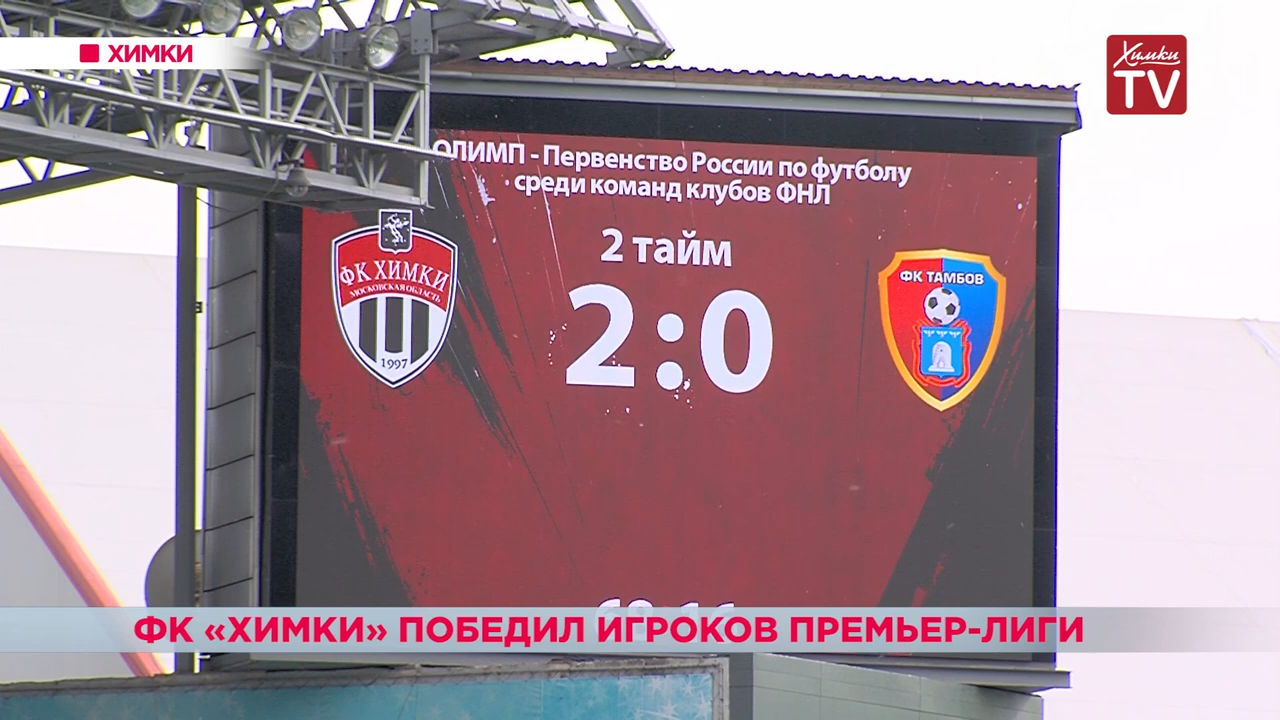 ХИМКИ
Химки
TV
ОЛИМП - Первенство России по футболу
среди команд клубов ФНЛ
2 тайм
ФК ХИМКИ
МОСКОВСКАЯ ОБЛАСТЬ
1997
2:0
ФК ТАМБОВ
ФК «ХИМКИ» ПОБЕДИЛ ИГРОКОВ ПРЕМЬЕР-ЛИГИ